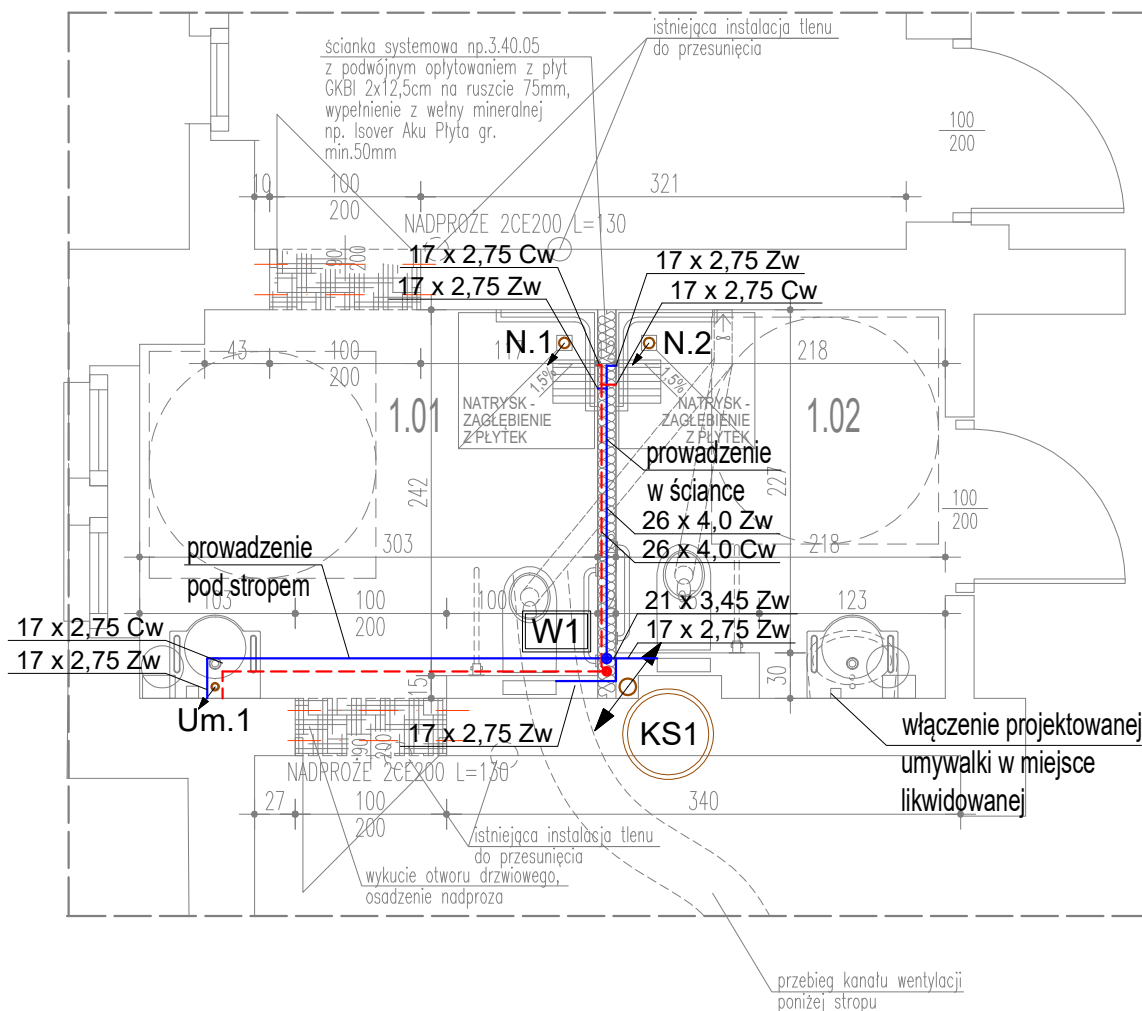 istniejąca instalacja tlenu
do przesunięcia
ścianka systemowa np.3.40.05
z podwójnym opłytowaniem z płyt
GKBI 2x12,5cm na ruszcie 75mm,
wypełnienie z wełny mineralnej
np. Isover Aku Płyta gr.
min.50mm
100
200
10
100
200
321
NADPROŻE 2CE200 L=130
90
200
17 x 2,75 Cw
17 x 2,75 Zw
17 x 2,75 Zw
17 x 2,75 Cw
N.1
N.2
43
100
200
218
1,5%
1,5%
1.01
NATRYSK -
ZAGŁĘBIENIE
Z PŁYTEK
NATRYSK -
ZAGŁĘBIENIE
Z PŁYTEK
1.02
prowadzenie
w ściance
242
227
100
200
26 x 4,0 Zw
26 x 4,0 Cw
303
218
prowadzenie
pod stropem
103
100
200
100
123
21 x 3,45 Zw
17 x 2,75 Zw
W1
17 x 2,75 Cw
17 x 2,75 Zw
15
30
Um.1
17 x 2,75 Zw
KS1
włączenie projektowanej
umywalki w miejsce
likwidowanej
90
200
NADPROŻE 2CE200 L=130
27
100
200
340
istniejąca instalacja tlenu
do przesunięcia
wykucie otworu drzwiowego,
osadzenie nadproza
przebieg kanału wentylacji
poniżej stropu